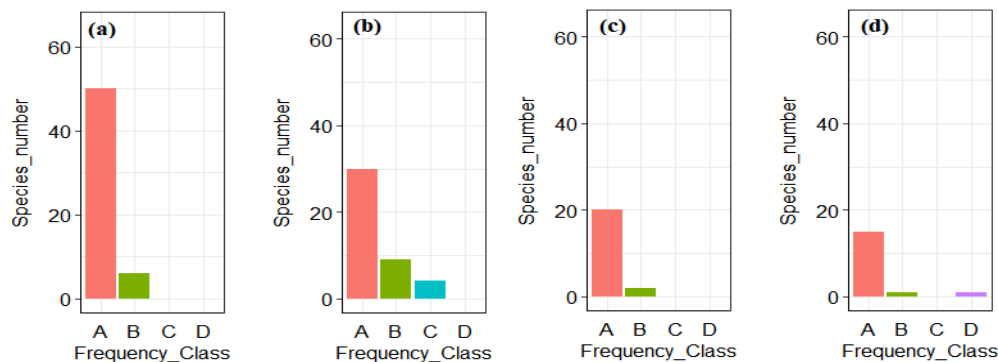 (a)
60
40
20
0
Species_number
A B C D
Frequency_Class
(b)
60
40
20
0
Species_number
A B C D
Frequency_Class
(c)
60
40
20
0
Species_number
A B C D
Frequency_Class
(d)
60
40
20
0
Species_number
A B C D
Frequency_Class